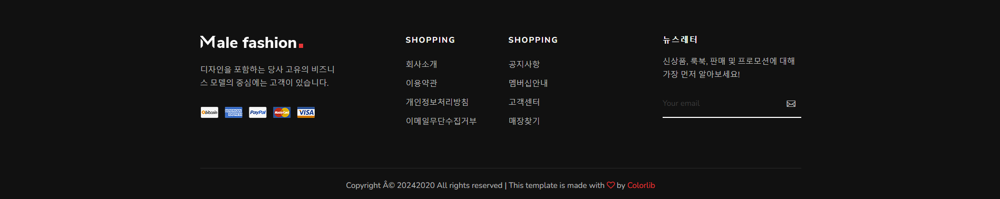 Male fashion.
디자인을 포함하는 당사 고유의 비즈니
스 모델의 중심에는 고객이 있습니다.
bitcoin AMERICAN EXPRESS PayPal MasterCard VISA
SHOPPING
회사소개
이용약관
개인정보처리방침
이메일무단수집거부
SHOPPING
공지사항
멤버십안내
고객센터
매장찾기
뉴스레터
신상품, 룩북, 판매 및 프로모션에 대해
가장 먼저 알아보세요!
Your email
Copyright Â© 20242020 All rights reserved | This template is made with ♡ by Colorlib